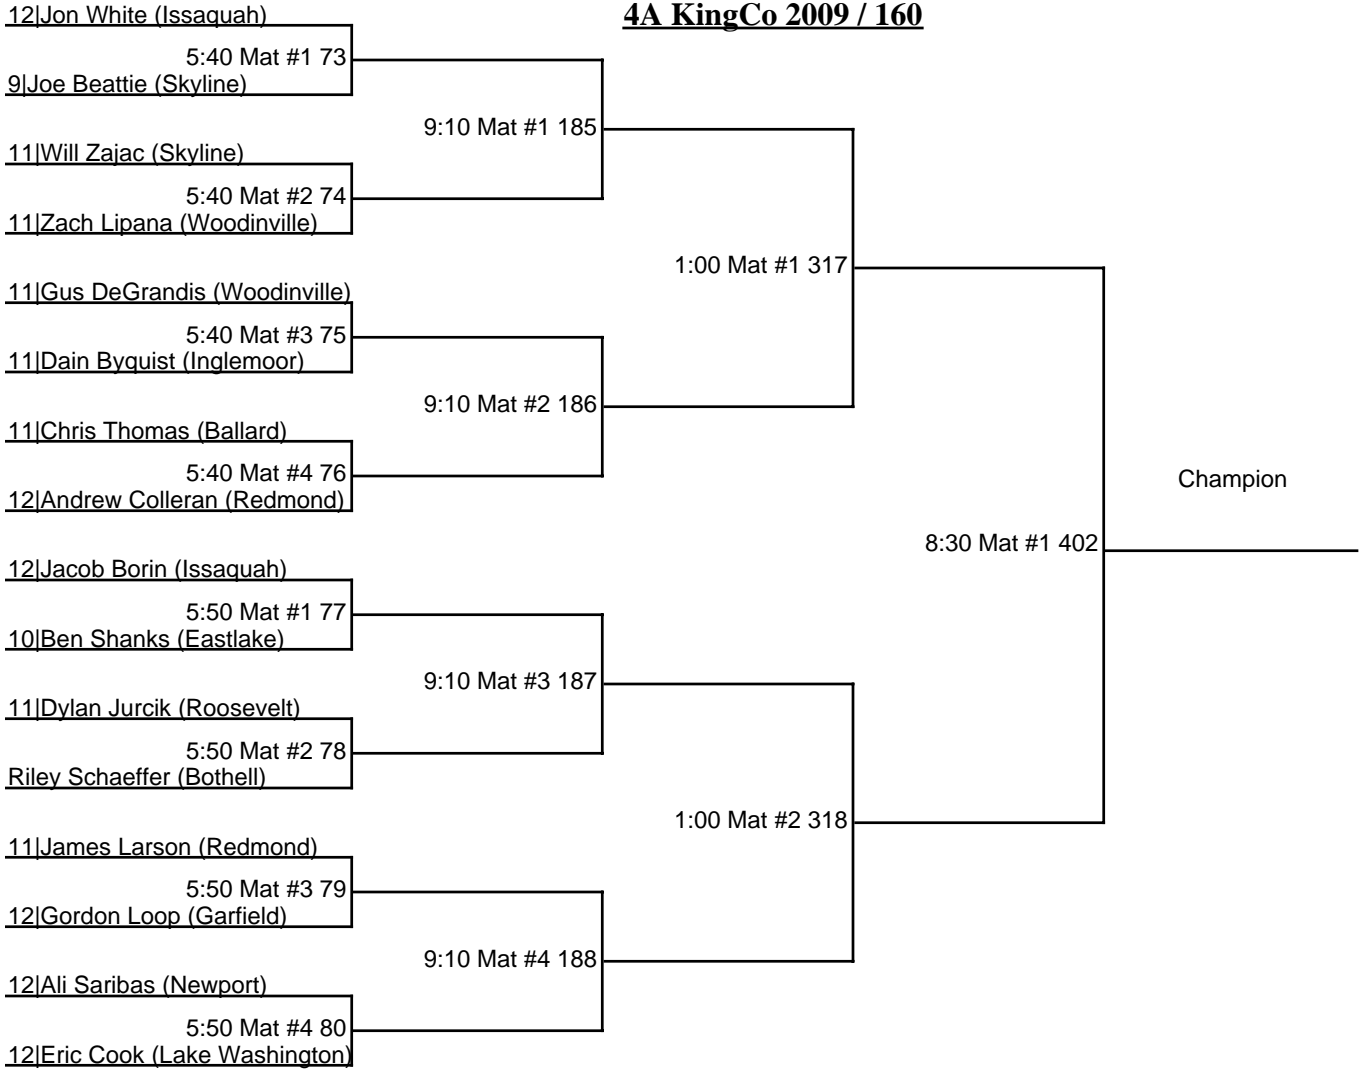 4A KingCo 2009 / 160
12|Jon White (Issaquah)
5:40 Mat #1 73
9|Joe Beattie (Skyline)
9:10 Mat #1 185
11|Will Zajac (Skyline)
5:40 Mat #2 74
11|Zach Lipana (Woodinville)
1:00 Mat #1 317
11|Gus DeGrandis (Woodinville)
5:40 Mat #3 75
11|Dain Byquist (Inglemoor)
9:10 Mat #2 186
11|Chris Thomas (Ballard)
5:40 Mat #4 76
12|Andrew Colleran (Redmond)
Champion
8:30 Mat #1 402
12|Jacob Borin (Issaquah)
5:50 Mat #1 77
10|Ben Shanks (Eastlake)
9:10 Mat #3 187
11|Dylan Jurcik (Roosevelt)
5:50 Mat #2 78
Riley Schaeffer (Bothell)
1:00 Mat #2 318
11|James Larson (Redmond)
5:50 Mat #3 79
12|Gordon Loop (Garfield)
9:10 Mat #4 188
12|Ali Saribas (Newport)
5:50 Mat #4 80
12|Eric Cook (Lake Washington)